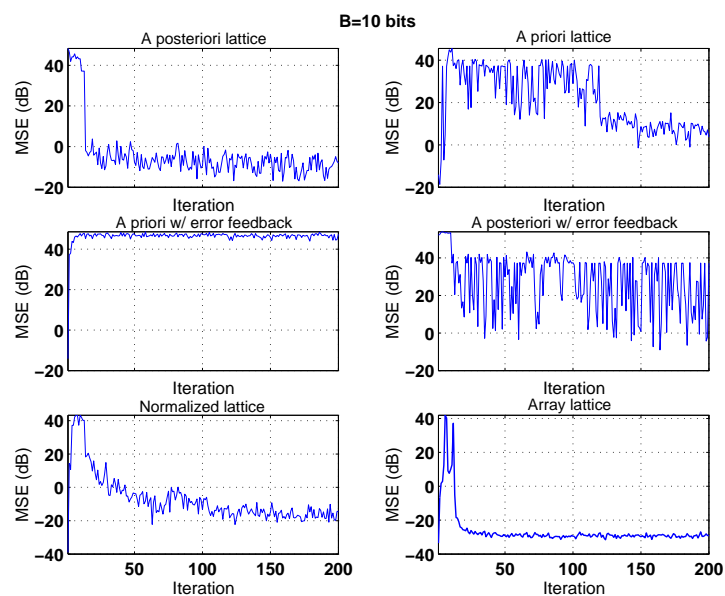 B=10 bits
A posteriori lattice
40
20
0
−20
MSE (dB)
Iteration
A priori lattice
40
20
0
−20
MSE (dB)
Iteration
A priori w/ error feedback
40
20
0
−20
MSE (dB)
Iteration
A posteriori w/ error feedback
40
20
0
−20
MSE (dB)
Iteration
Normalized lattice
40
20
0
−20
−40
MSE (dB)
50 100 150 200
Iteration
Array lattice
40
20
0
−20
−40
MSE (dB)
50 100 150 200
Iteration